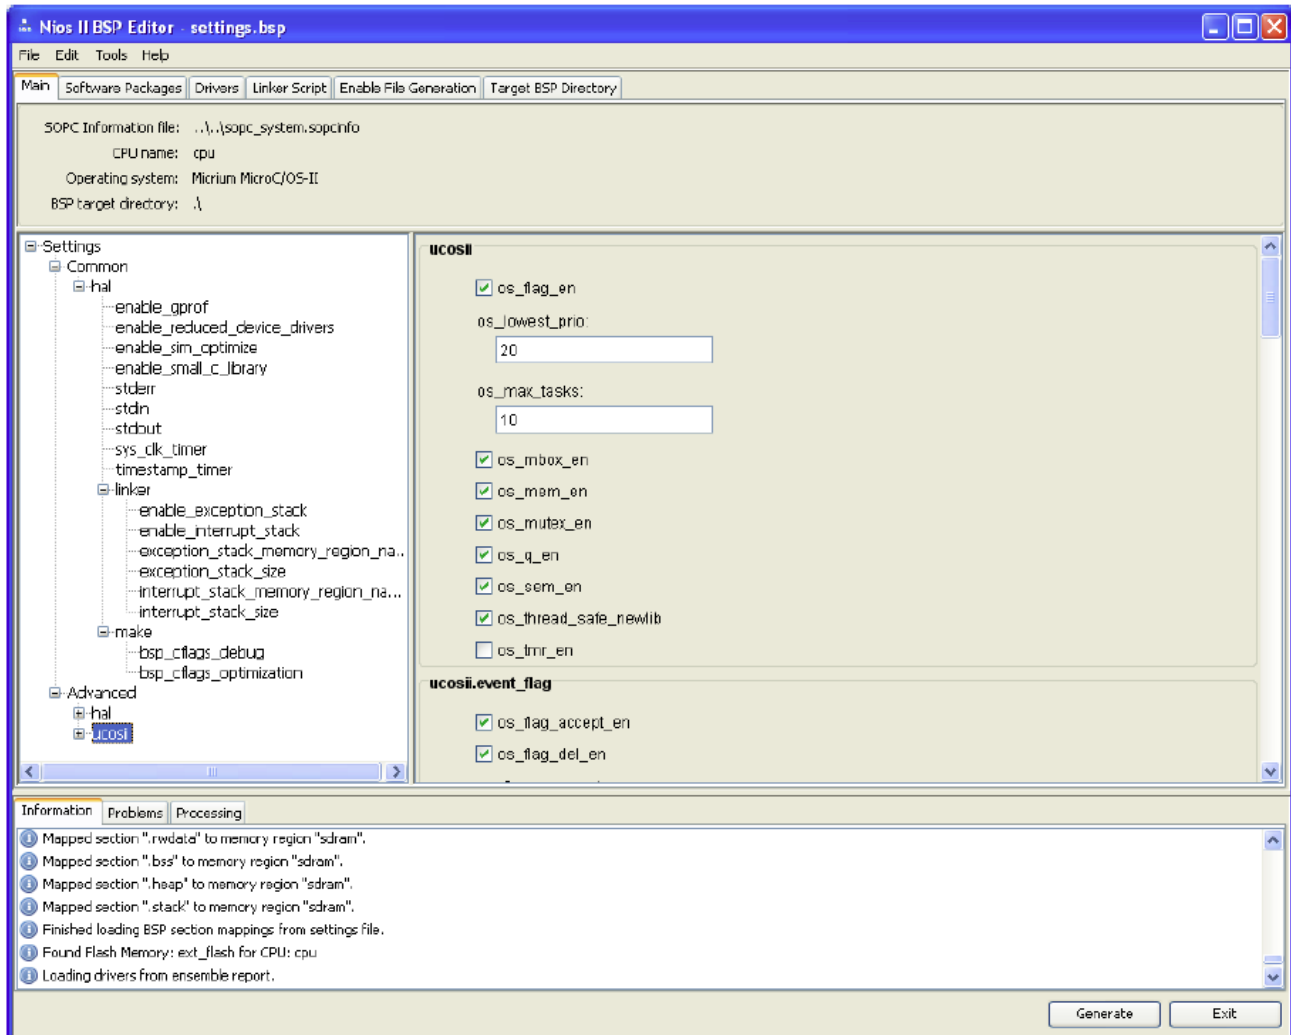 Nios II BSP Editor - settings.bsp
File Edit Tools Help
Main Software Packages Drivers Linker Script Enable File Generation Target BSP Directory
SOPC Information file: ..\..\sopc_system.sopcinfo
CPU name: cpu
Operating system: Micrium MicroC/OS-II
BSP target directory: .\
Settings
Common
hal
enable_gprof
enable_reduced_device_drivers
enable_sim_optimize
enable_small_c_library
stderr
stdin
stdout
sys_clk_timer
timestamp_timer
linker
enable_exception_stack
enable_interrupt_stack
exception_stack_memory_region_na..
exception_stack_size
interrupt_stack_memory_region_na...
interrupt_stack_size
make
bsp_cflags_debug
bsp_cflags_optimization
Advanced
hal
ucosii
ucosii
os_flag_en
os_lowest_prio:
20
os_max_tasks:
10
os_mbox_en
os_mem_en
os_mutex_en
os_q_en
os_sem_en
os_thread_safe_newlib
os_tmr_en
ucosii.event_flag
os_flag_accept_en
os_flag_del_en
Information Problems Processing
Mapped section ".rwdata" to memory region "sdram".
Mapped section ".bss" to memory region "sdram".
Mapped section ".heap" to memory region "sdram".
Mapped section ".stack" to memory region "sdram".
Finished loading BSP section mappings from settings file.
Found Flash Memory: ext_flash for CPU: cpu
Loading drivers from ensemble report.
Generate Exit